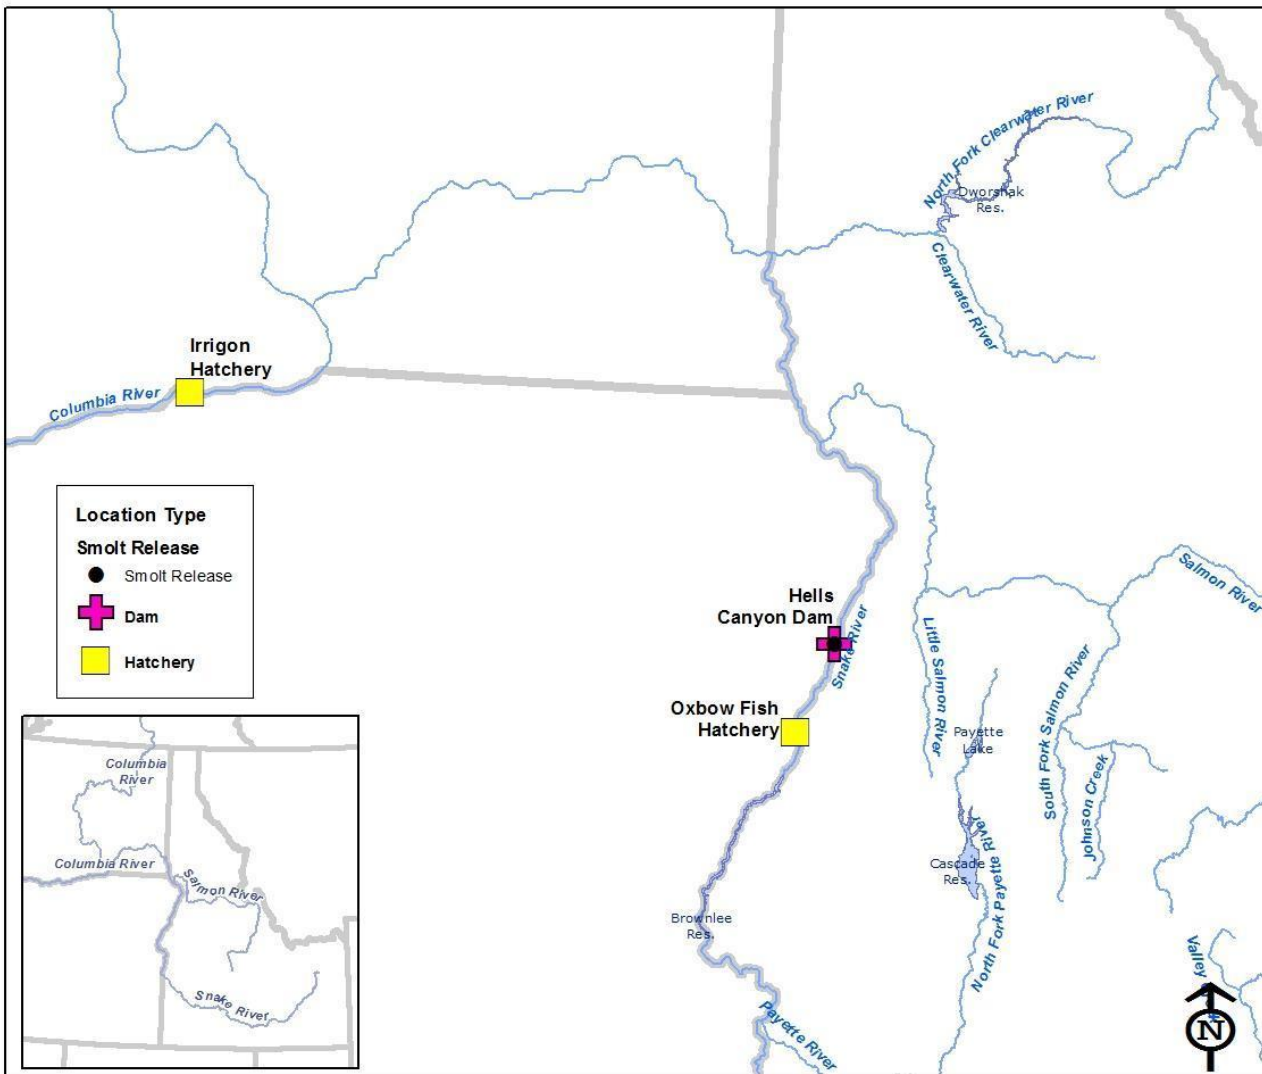 North Fork Clearwater River
Dworshak
Res.
Clearwater River
Irrigon
Hatchery
Columbia River
Location Type
Smolt Release
Smolt Release
Dam
Hatchery
Hells
Canyon Dam
Snake River
Oxbow Fish
Hatchery
Salmon River
Little Salmon River
South Fork Salmon River
Payette
Lake
Johnson Creek
Cascade
Res.
North Fork Payette River
Brownlee
Res.
Payette River
Valley
N
Columbia
River
Columbia River
Salmon River
Snake River